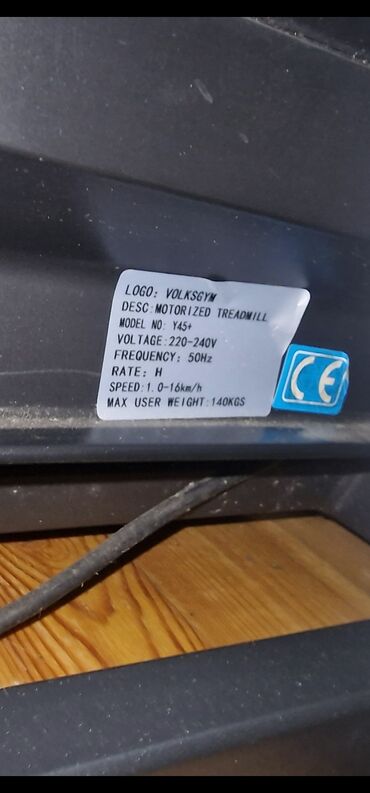 LOGO: VOLKSGYM
DESC:MOTORIZED TREADMILL
MODEL NO: Y45+
VOLTAGE:220-240V
FREQUENCY: 50Hz
RATE: H
SPEED:1.0-16km/h
MAX USER WEIGHT:140KGS
CE